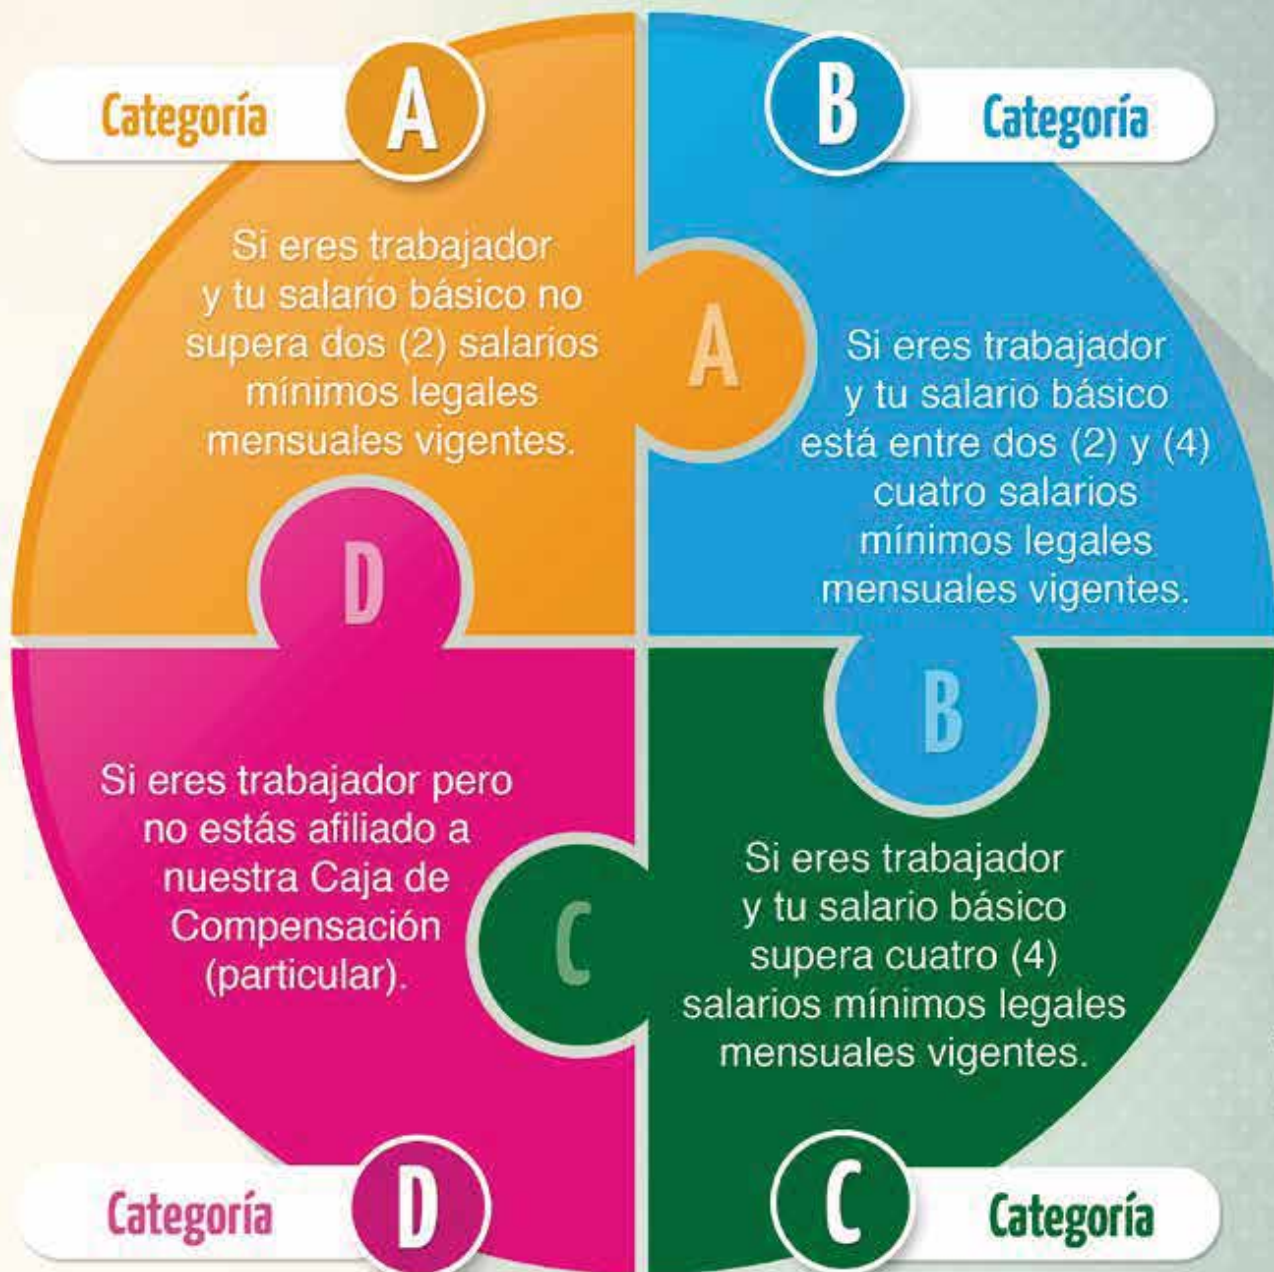 Categoría A
Si eres trabajador
y tu salario básico no
supera dos (2) salarios
mínimos legales
mensuales vigentes.
A
B Categoría
Si eres trabajador
y tu salario básico
está entre dos (2) y (4)
cuatro salarios
mínimos legales
mensuales vigentes.
B
D
Si eres trabajador pero
no estás afiliado a
nuestra Caja de
Compensación
(particular).
Categoría D
C
Si eres trabajador
y tu salario básico
supera cuatro (4)
salarios mínimos legales
mensuales vigentes.
C Categoría